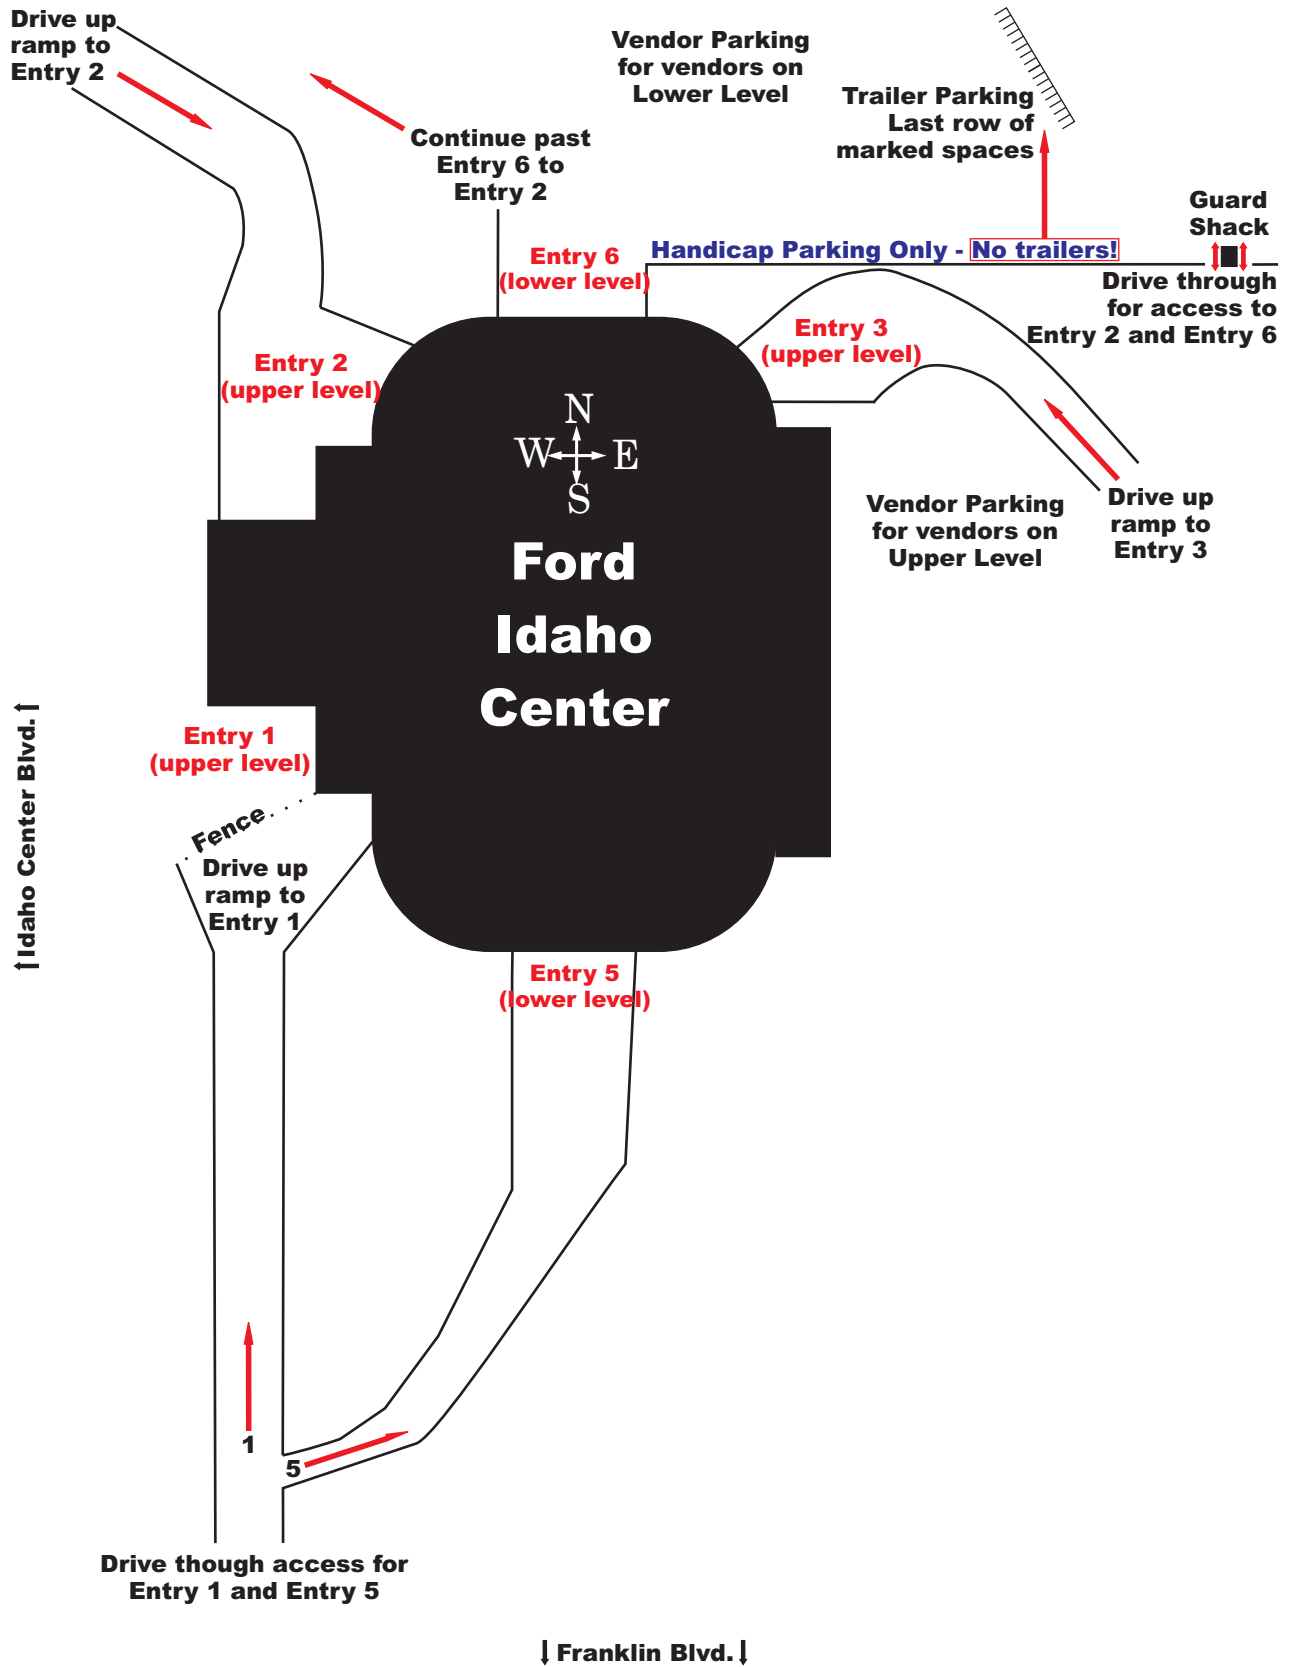 Drive up
ramp to
Entry 2
Vendor Parking
for vendors on
Lower Level
Trailer Parking
Last row of
marked spaces
Continue past
Entry 6 to
Entry 2
Guard
Shack
Entry 6
(lower level)
Handicap Parking Only - No trailers!
Drive through
for access to
Entry 2 and Entry 6
Entry 3
(upper level)
Entry 2
(upper level)
N
W E
S
Vendor Parking
for vendors on
Upper Level
Drive up
ramp to
Entry 3
Ford
Idaho
Center
Idaho Center Blvd.
Entry 1
(upper level)
Fence
Drive up
ramp to
Entry 1
Entry 5
(lower level)
1
5
Drive though access for
Entry 1 and Entry 5
Franklin Blvd.